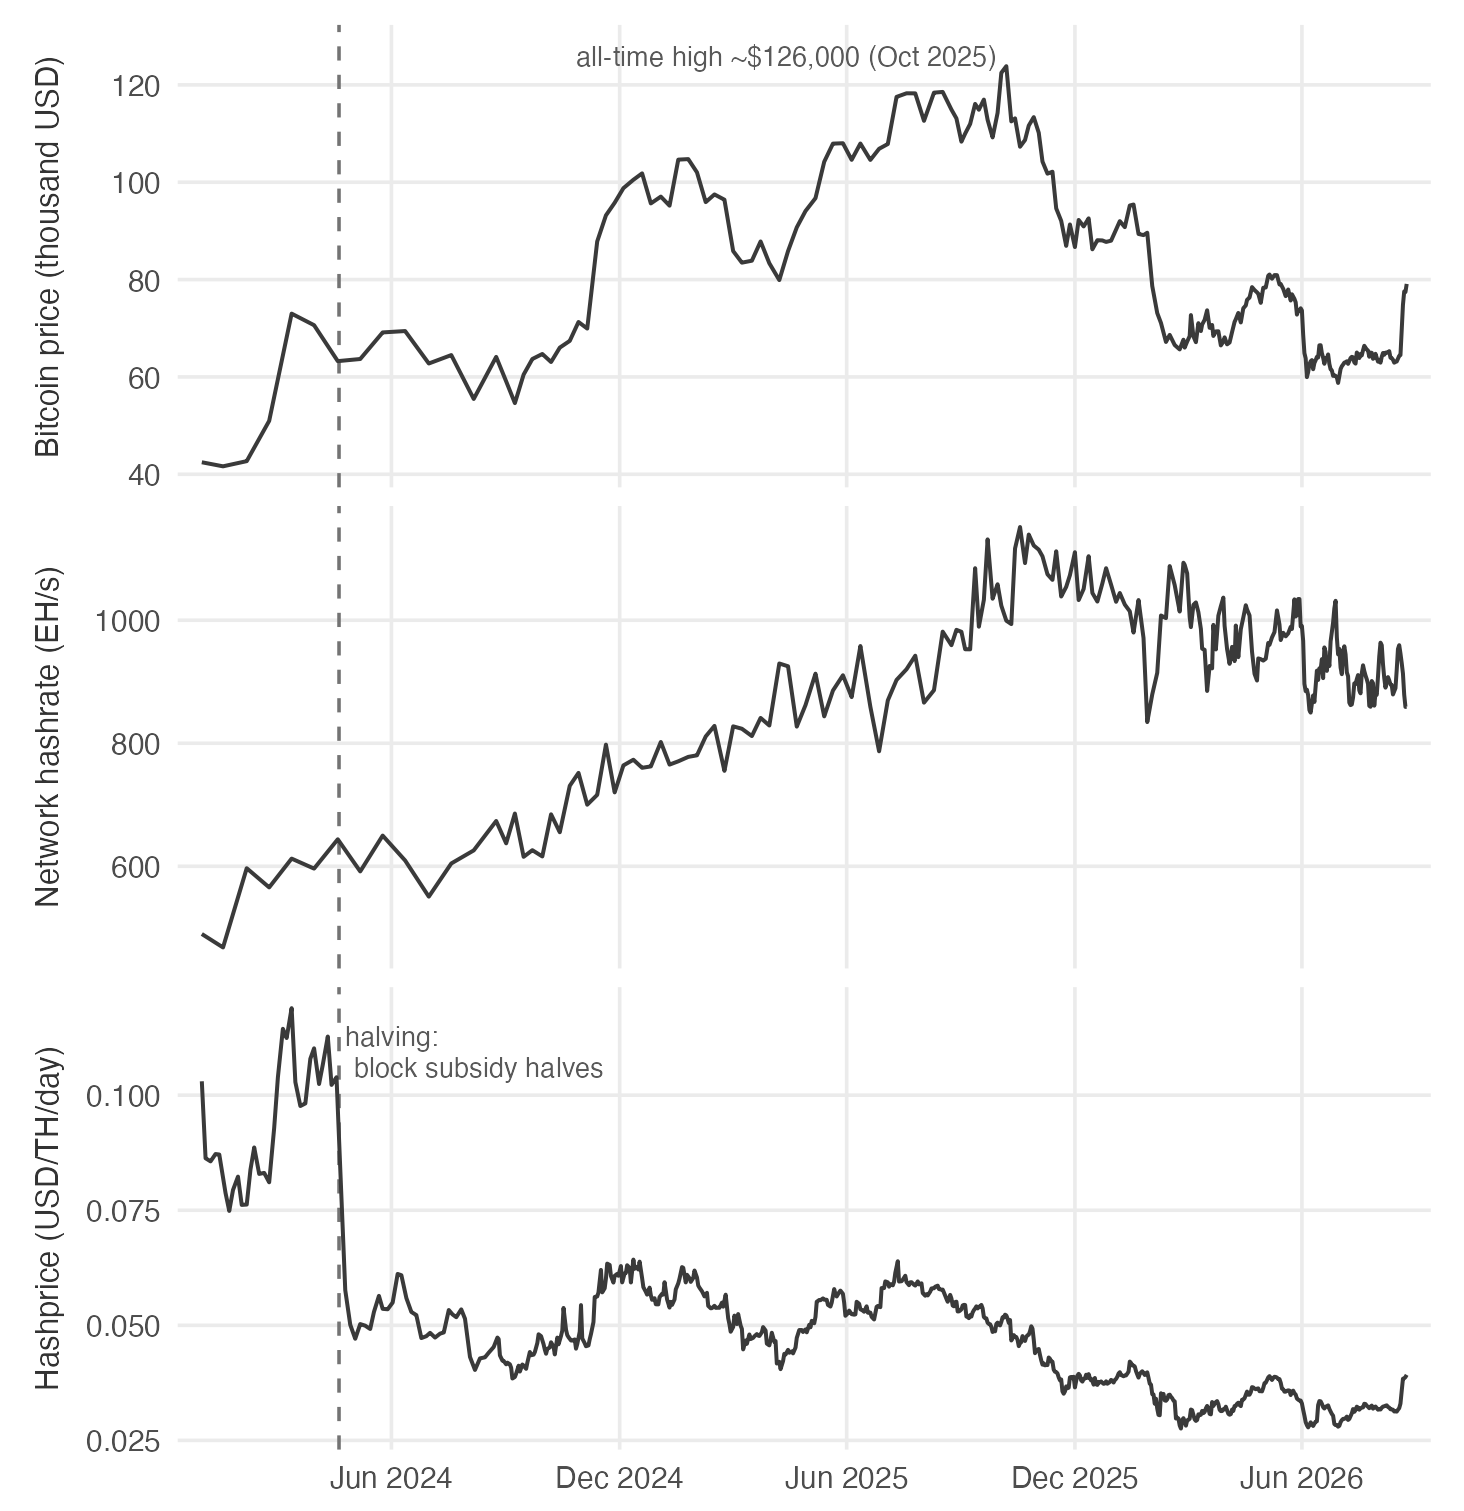 all-time high ~$126,000 (Oct 2025)
Bitcoin price (thousand USD)
120
100
80
60
40
Network hashrate (EH/s)
1000
800
600
halving:
block subsidy halves
Hashprice (USD/TH/day)
0.100
0.075
0.050
0.025
Jun 2024
Dec 2024
Jun 2025
Dec 2025
Jun 2026